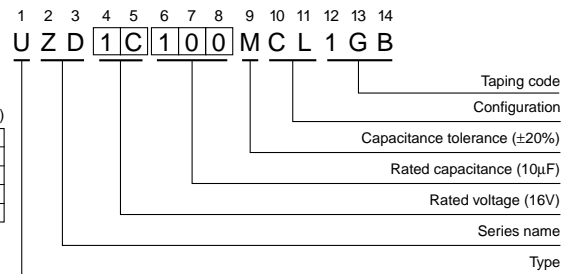 1 2 3 4 5 6 7 8 9 10 11 12 13 14
U Z D 1 C 1 0 0 M C L 1 G B
Taping code
)
Configuration
Capacitance tolerance (±20%)
Rated capacitance (10µF)
Rated voltage (16V)
Series name
Type